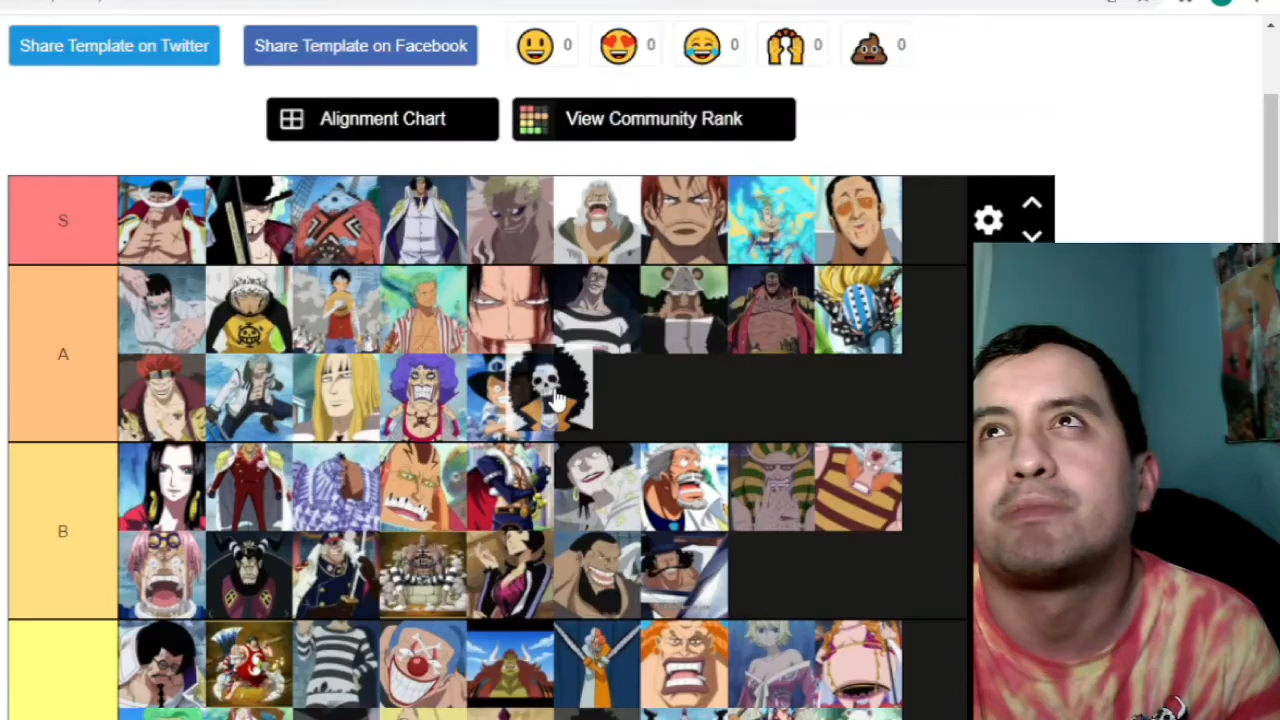 Share Template on Twitter
Share Template on Facebook
0
0
0
0
0
Alignment Chart
View Community Rank
S
A
B